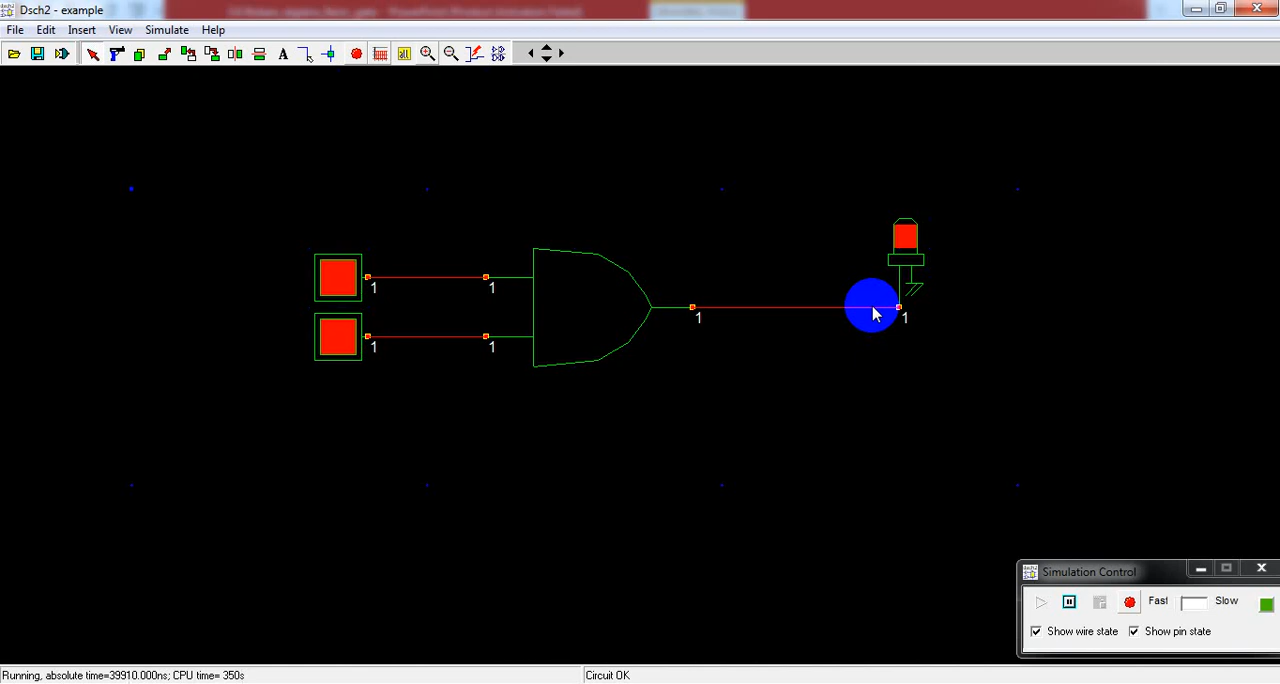 Dsch2 - example
File Edit Insert View Simulate Help
A all
1 1
1 1
1 1
Simulation Control
Fast Slow
Show wire state Show pin state
Running, absolute time=39910.000ns; CPU time= 350s Circuit OK